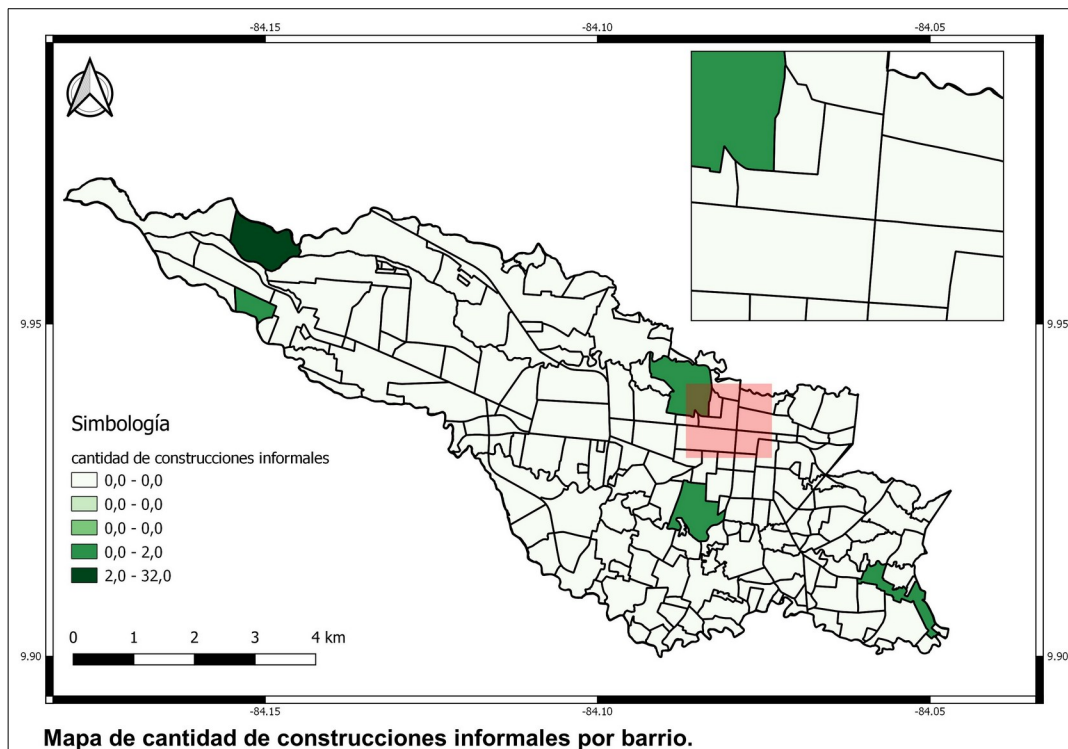 -84.15 -84.10 -84.05
9.95 9.95
Simbología
cantidad de construcciones informales
0,0 - 0,0
0,0 - 0,0
0,0 - 0,0
0,0 - 2,0
2,0 - 32,0
0 1 2 3 4 km
9.90 9.90
-84.15 -84.10 -84.05
Mapa de cantidad de construcciones informales por barrio.